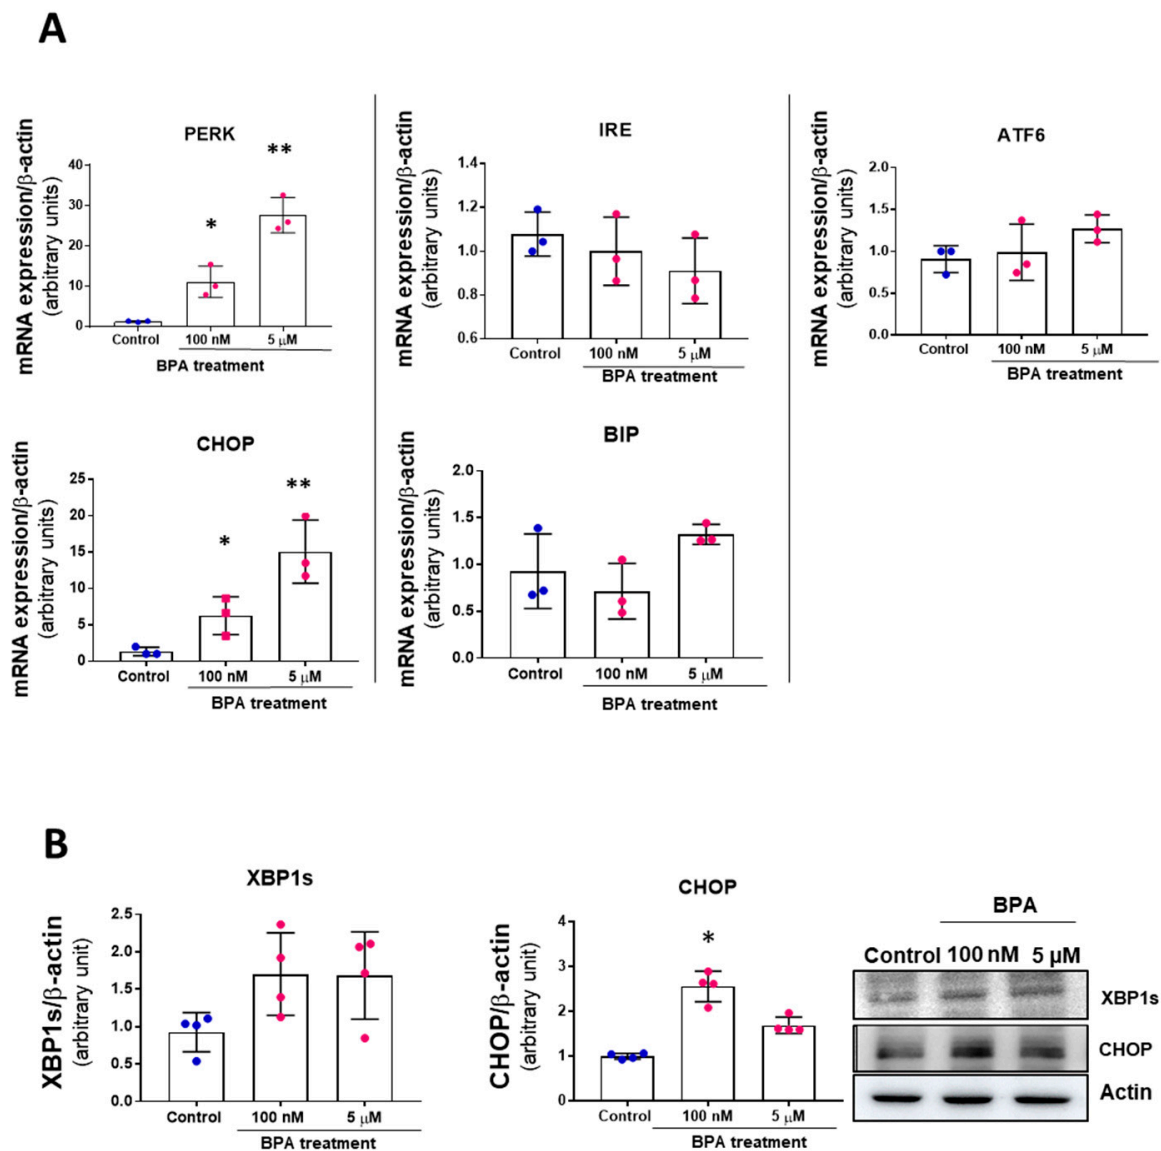 A
PERK
mRNA expression/β-actin
(arbitrary units)
40
30
20
10
0
*
**
Control
100 nM
5 μM
BPA treatment
IRE
mRNA expression/β-actin
(arbitrary units)
1.4
1.2
1.0
0.8
0.6
Control
100 nM
5 μM
BPA treatment
ATF6
mRNA expression/β-actin
(arbitrary units)
2.0
1.5
1.0
0.5
0.0
Control
100 nM
5 μM
BPA treatment
CHOP
mRNA expression/β-actin
(arbitrary units)
25
20
15
10
5
0
*
**
Control
100 nM
5 μM
BPA treatment
BIP
mRNA expression/β-actin
(arbitrary units)
2.0
1.5
1.0
0.5
0.0
Control
100 nM
5 μM
BPA treatment
B
XBP1s
XBP1s/β-actin
(arbitrary unit)
2.5
2.0
1.5
1.0
0.5
0.0
Control
100 nM
5 μM
BPA treatment
CHOP
CHOP/β-actin
(arbitrary unit)
4
3
2
1
0
*
Control
100 nM
5 μM
BPA treatment
BPA
Control 100 nM 5 μM
XBP1s
CHOP
Actin